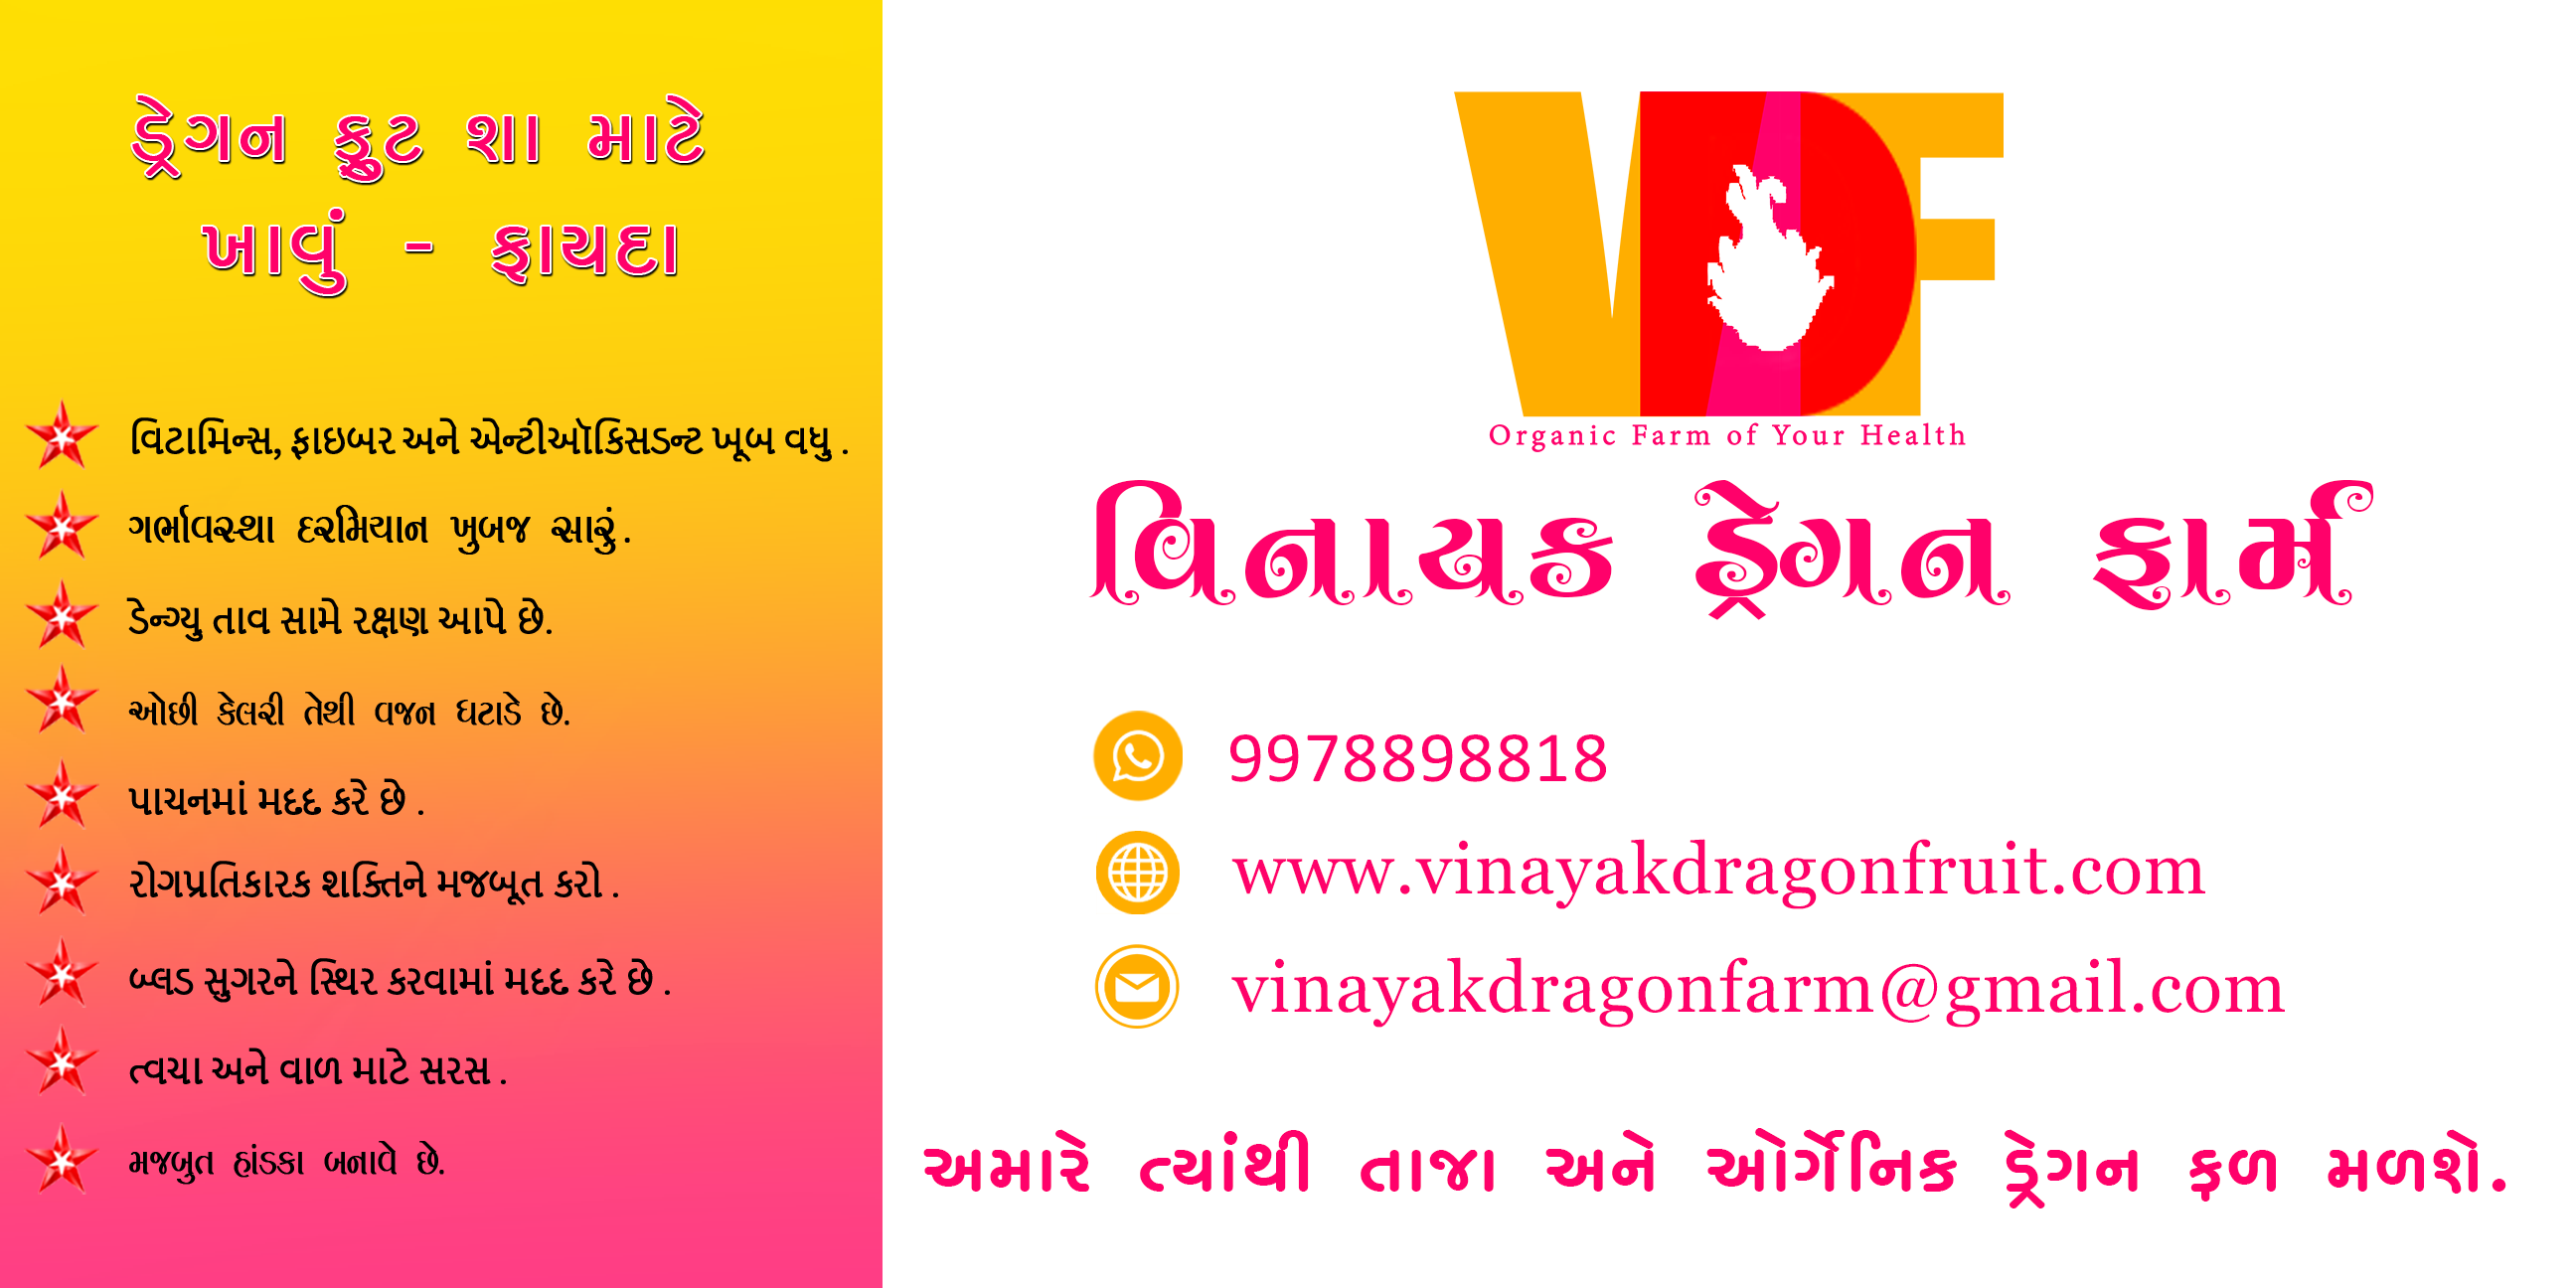 ડ્રેગન ફ્રુટ શા માટે
ખાવું - ફાયદા
વિટામિન્સ, ફાઇબર અને એન્ટીઑકિસડન્ટ ખૂબ વધુ .
ગર્ભાવસ્થા દરમિયાન ખુબજ સારું.
ડેન્ગ્યુ તાવ સામે રક્ષણ આપે છે.
ઓછી કેલરી તેથી વજન ઘટાડે છે.
પાચનમાં મદદ કરે છે .
રોગપ્રતિકારક શક્તિને મજબૂત કરો .
બ્લડ સુગરને સ્થિર કરવામાં મદદ કરે છે .
ત્વચા અને વાળ માટે સરસ .
મજબુત હાંડકા બનાવે છે.
VDF
Organic Farm of Your Health
વિનાયક ડ્રેગન ફાર્મ
9978898818
www.vinayakdragonfruit.com
vinayakdragonfarm@gmail.com
અમારે ત્યાંથી તાજા અને ઓર્ગેનિક ડ્રેગન ફળ મળશે.